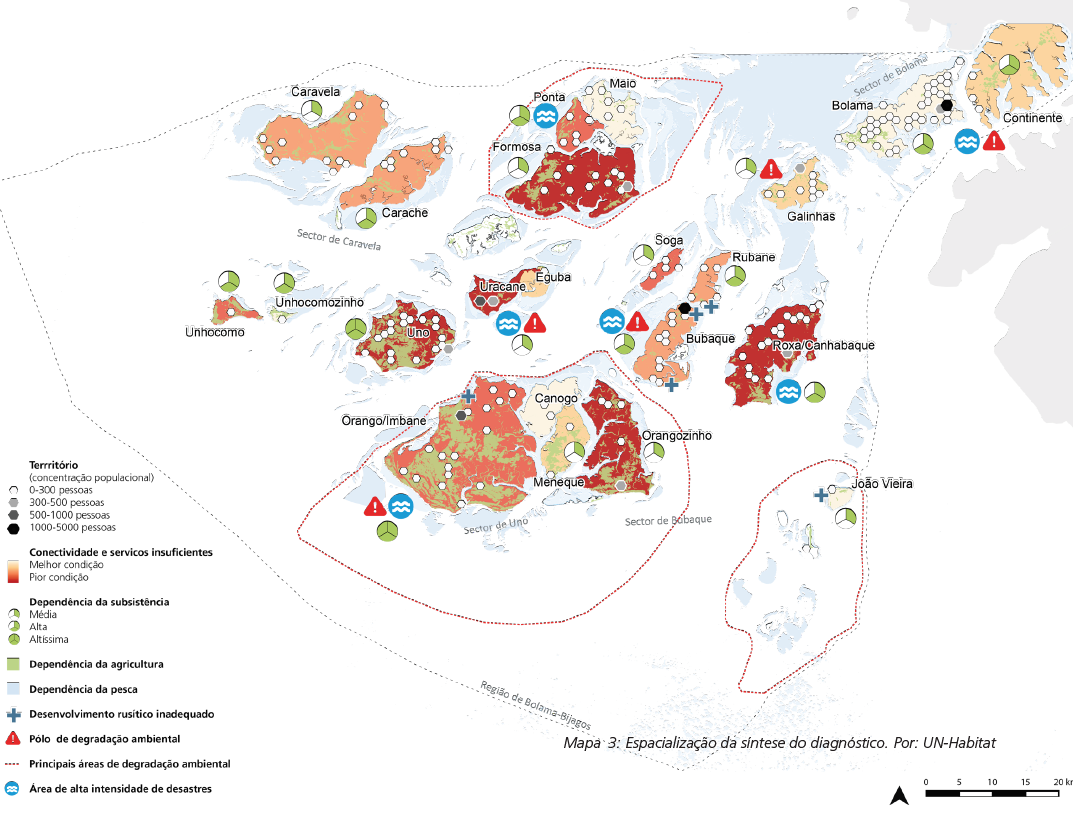 Caravela
Carache
Sector de Caravela
Ponta
Maio
Formosa
Sector de Bolama
Bolama
Continente
Galinhas
Unhocomo
Unhocomozinho
Uno
Uracane
Eguba
Soga
Rubane
Bubaque
Roxa/Canhabaque
Orango/Imbane
Canogo
Meneque
Orangozinho
Sector de Uno
Sector de Bubaque
João Vieira
Região de Bolama-Bijagos
Terrítório
(concentração populacional)
0-300 pessoas
300-500 pessoas
500-1000 pessoas
1000-5000 pessoas
Conectividade e servicos insuficientes
Melhor condição
Pior condição
Dependência da subsistência
Média
Alta
Altissima
Dependência da agricultura
Dependência da pesca
Desenvolvimento rusítico inadequado
Pólo de degradação ambiental
Principais áreas de degradação ambiental
Área de alta intensidade de desastres
Mapa 3: Espacialização da síntese do diagnóstico. Por: UN-Habitat
0 5 10 15 20 km